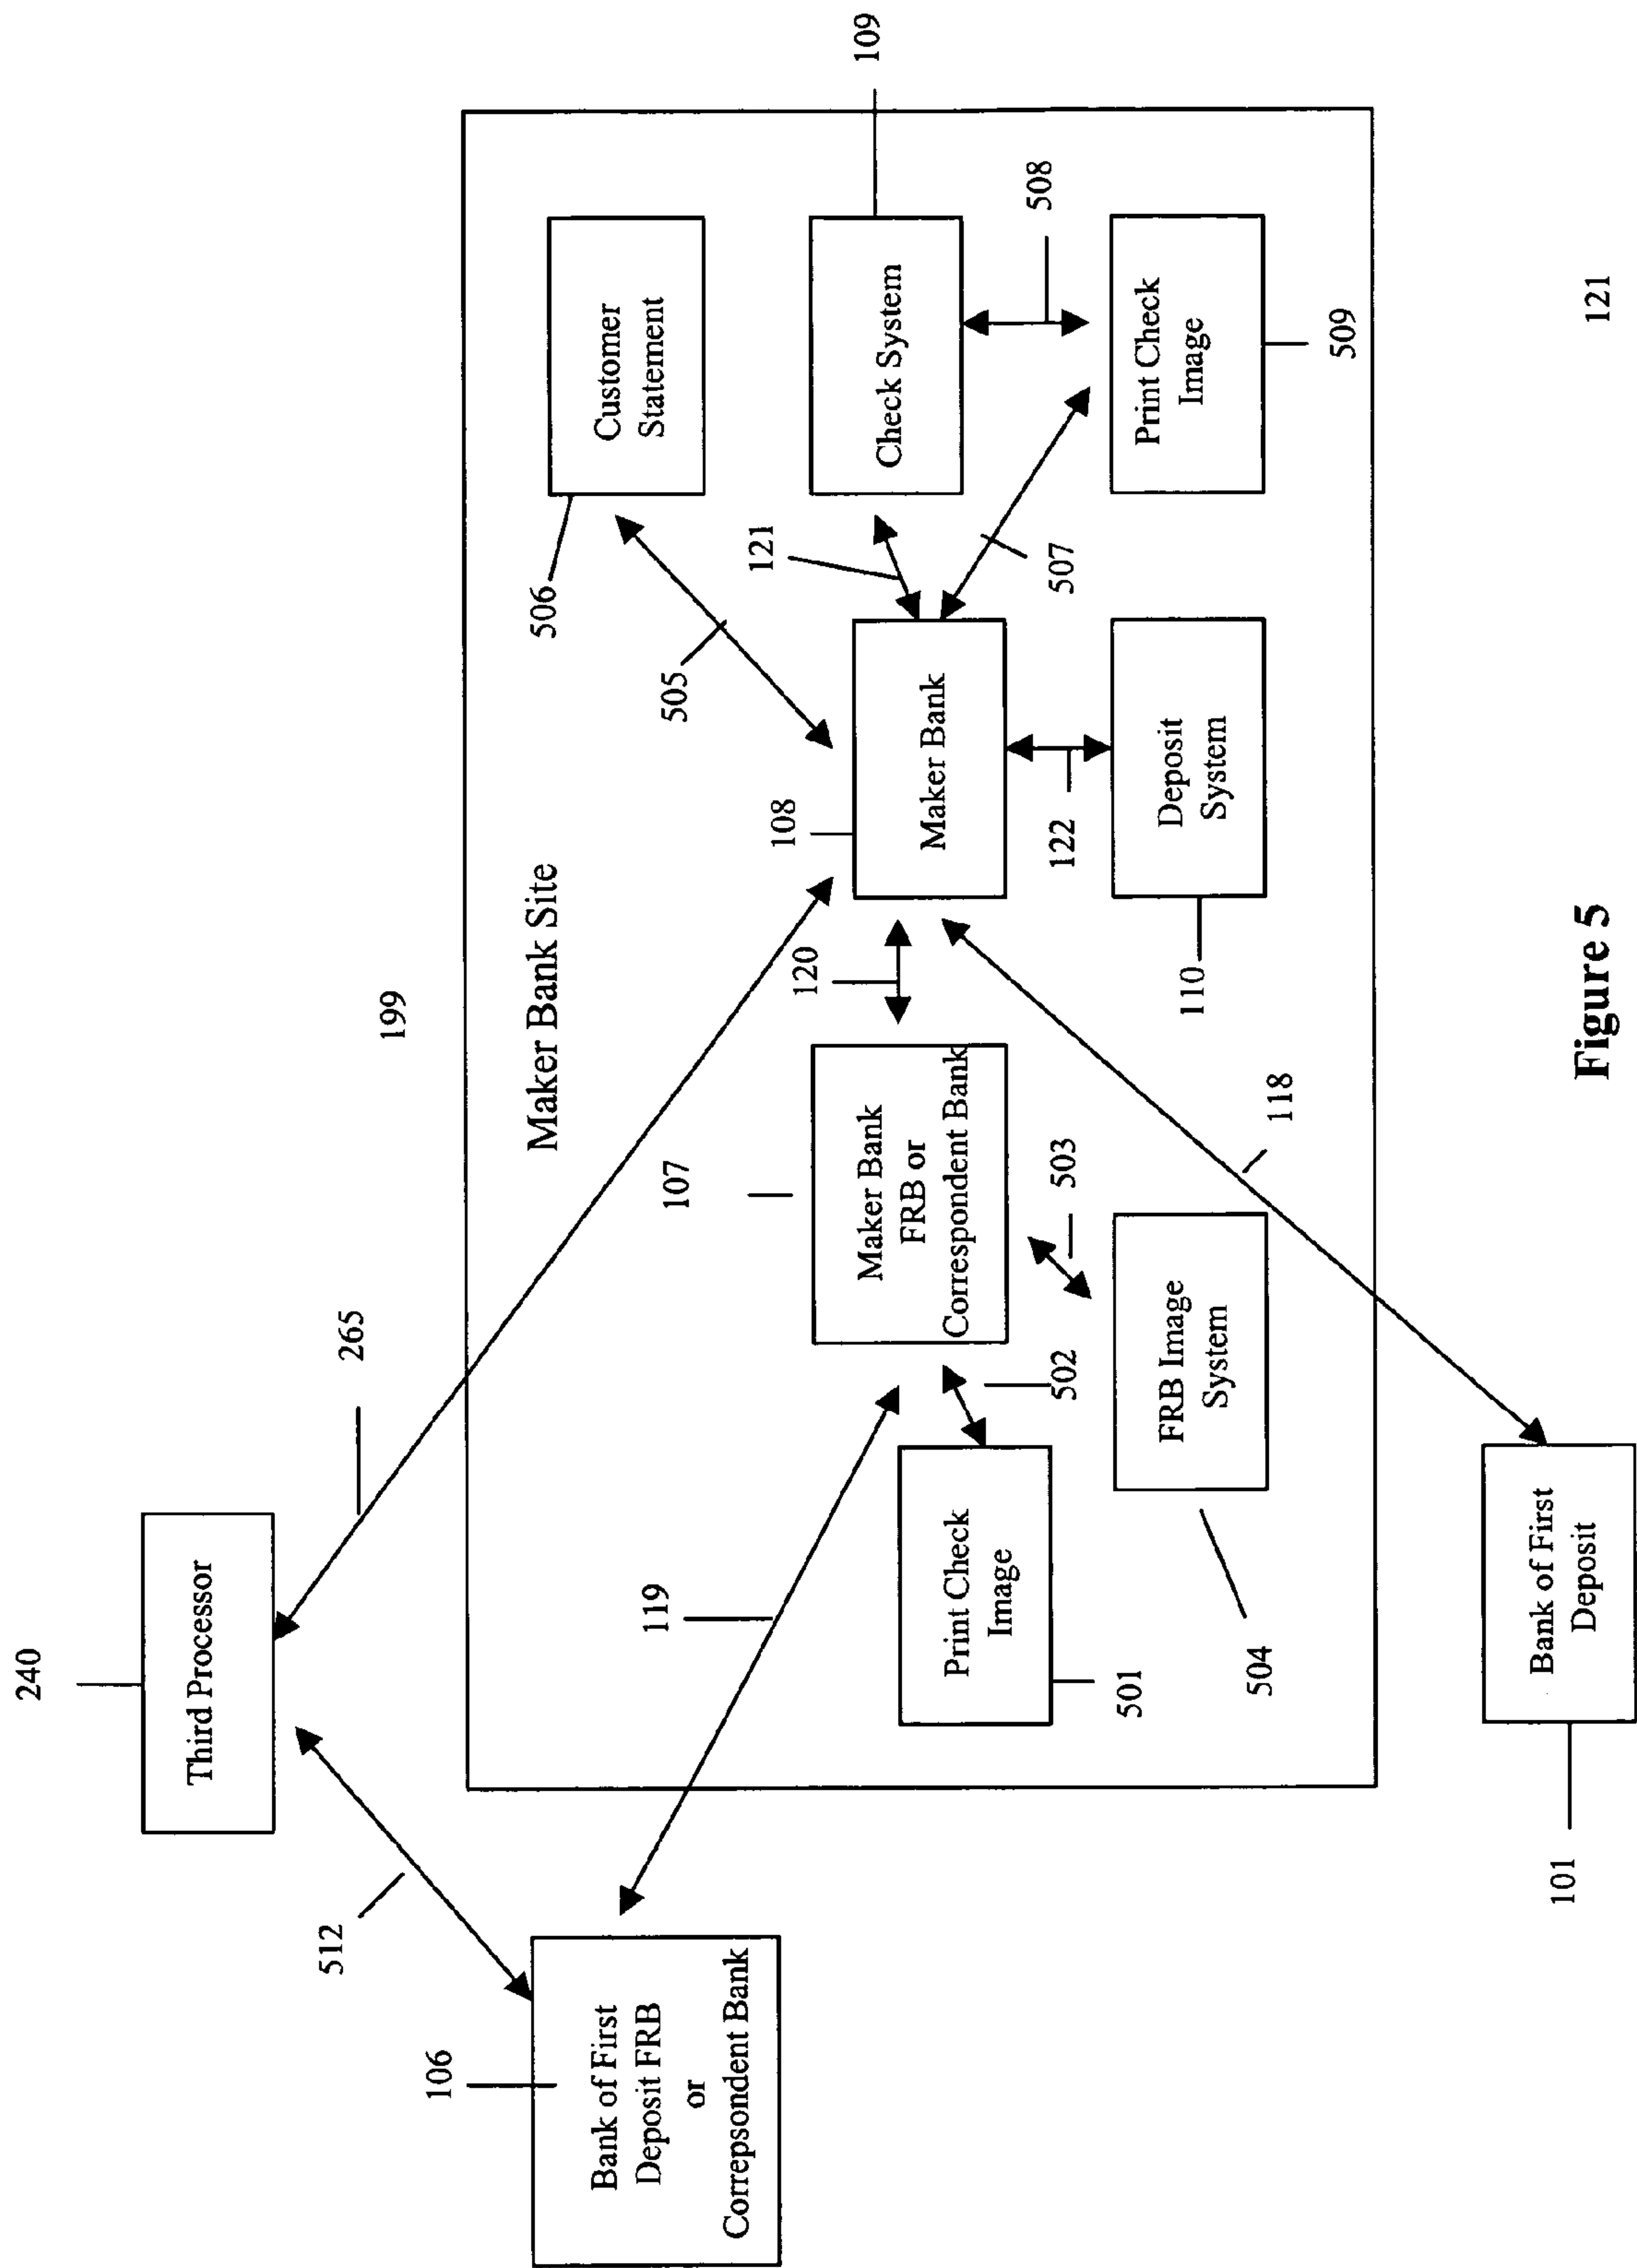 240
Third Processor
265
199
512
106
Bank of First
Deposit FRB
or
Correpsondent Bank
Maker Bank Site
119
107
Maker Bank
FRB or
Correspondent Bank
120
108
Maker Bank
505
506
Customer
Statement
121
Check System
109
508
507
Print Check
Image
509
122
Deposit
System
110
502
503
Print Check
Image
501
FRB Image
System
504
118
101
Bank of First
Deposit
121
Figure 5